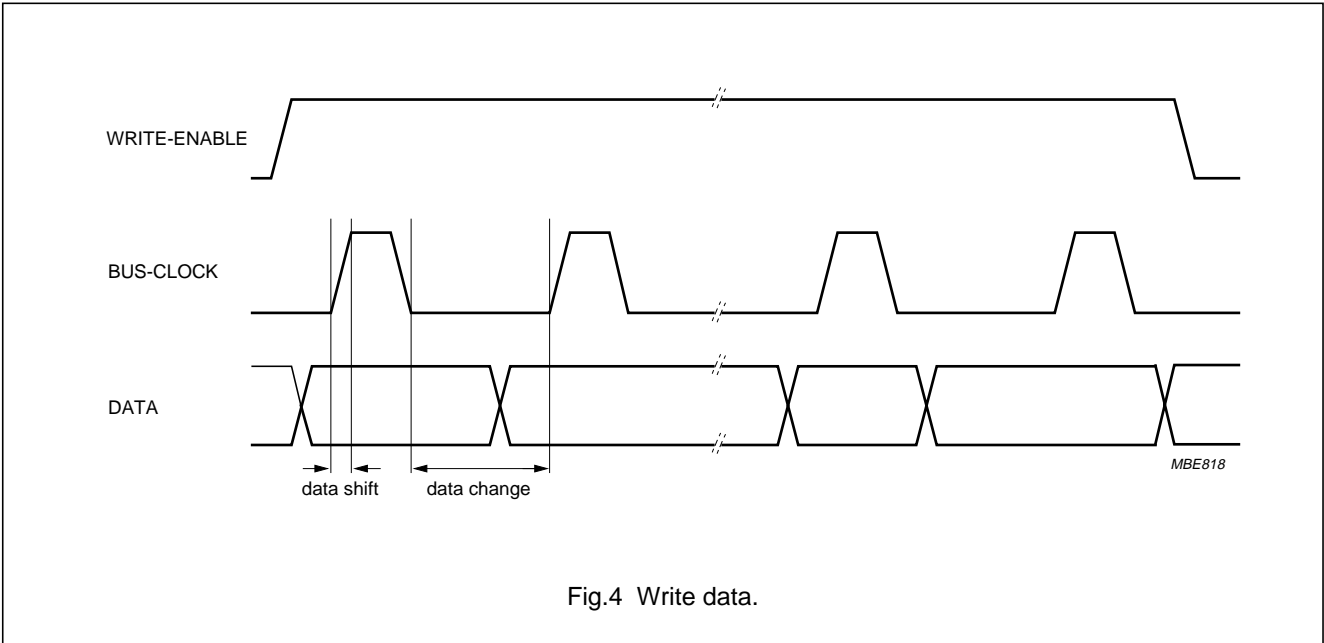 WRITE-ENABLE
BUS-CLOCK
DATA
MBE818
data shift
data change
Fig.4 Write data.